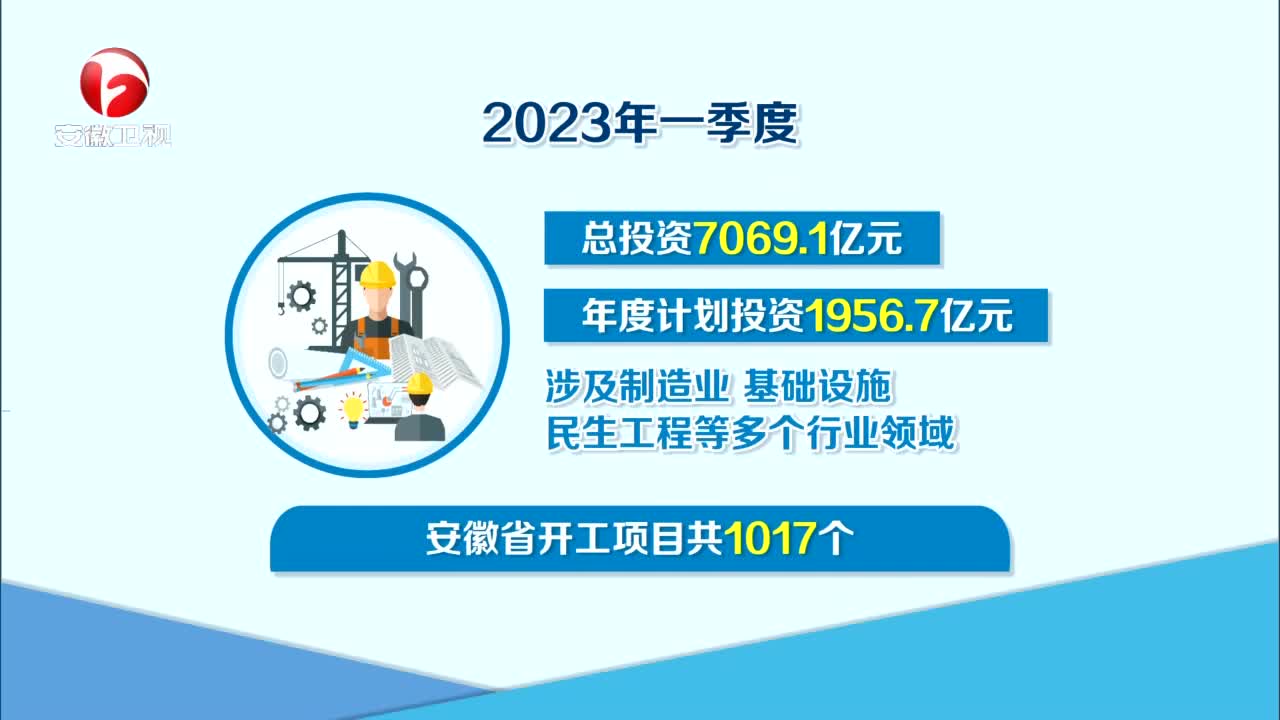 安徽卫视
2023年一季度
总投资7069.1亿元
年度计划投资1956.7亿元
涉及制造业 基础设施
民生工程等多个行业领域
安徽省开工项目共1017个